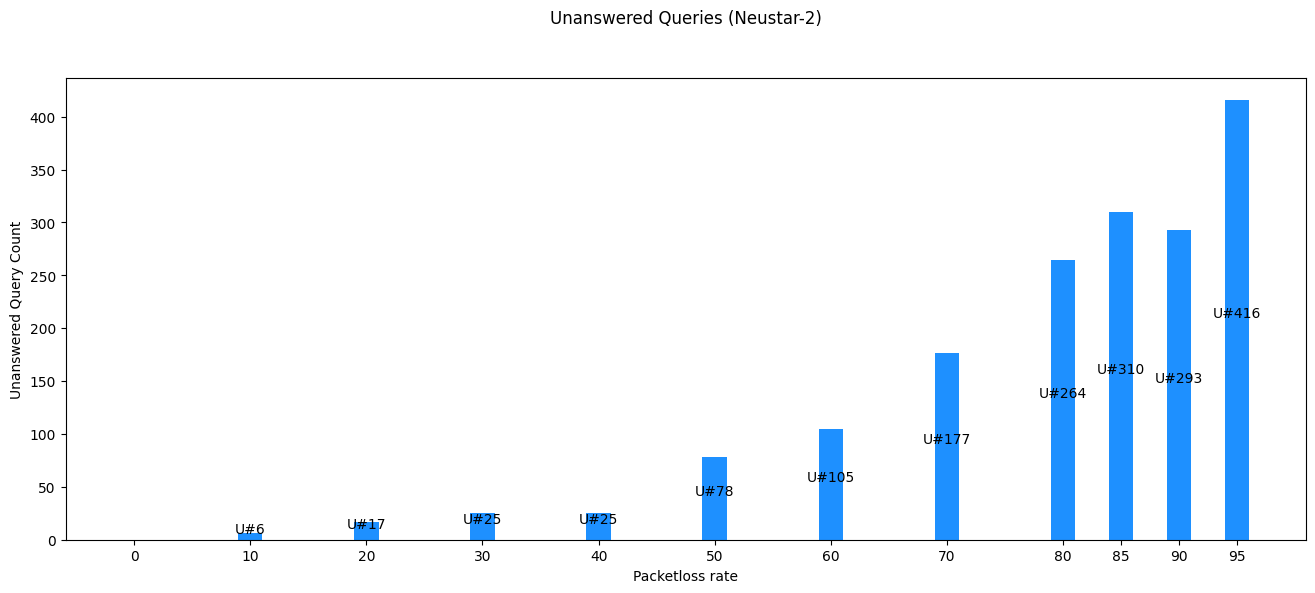 Unanswered Queries (Neustar-2)
Unanswered Query Count
400
350
300
250
200
150
100
50
0
U#6
U#17
U#25
U#25
U#78
U#105
U#177
U#264
U#310
U#293
U#416
0 10 20 30 40 50 60 70 80 85 90 95
Packetloss rate